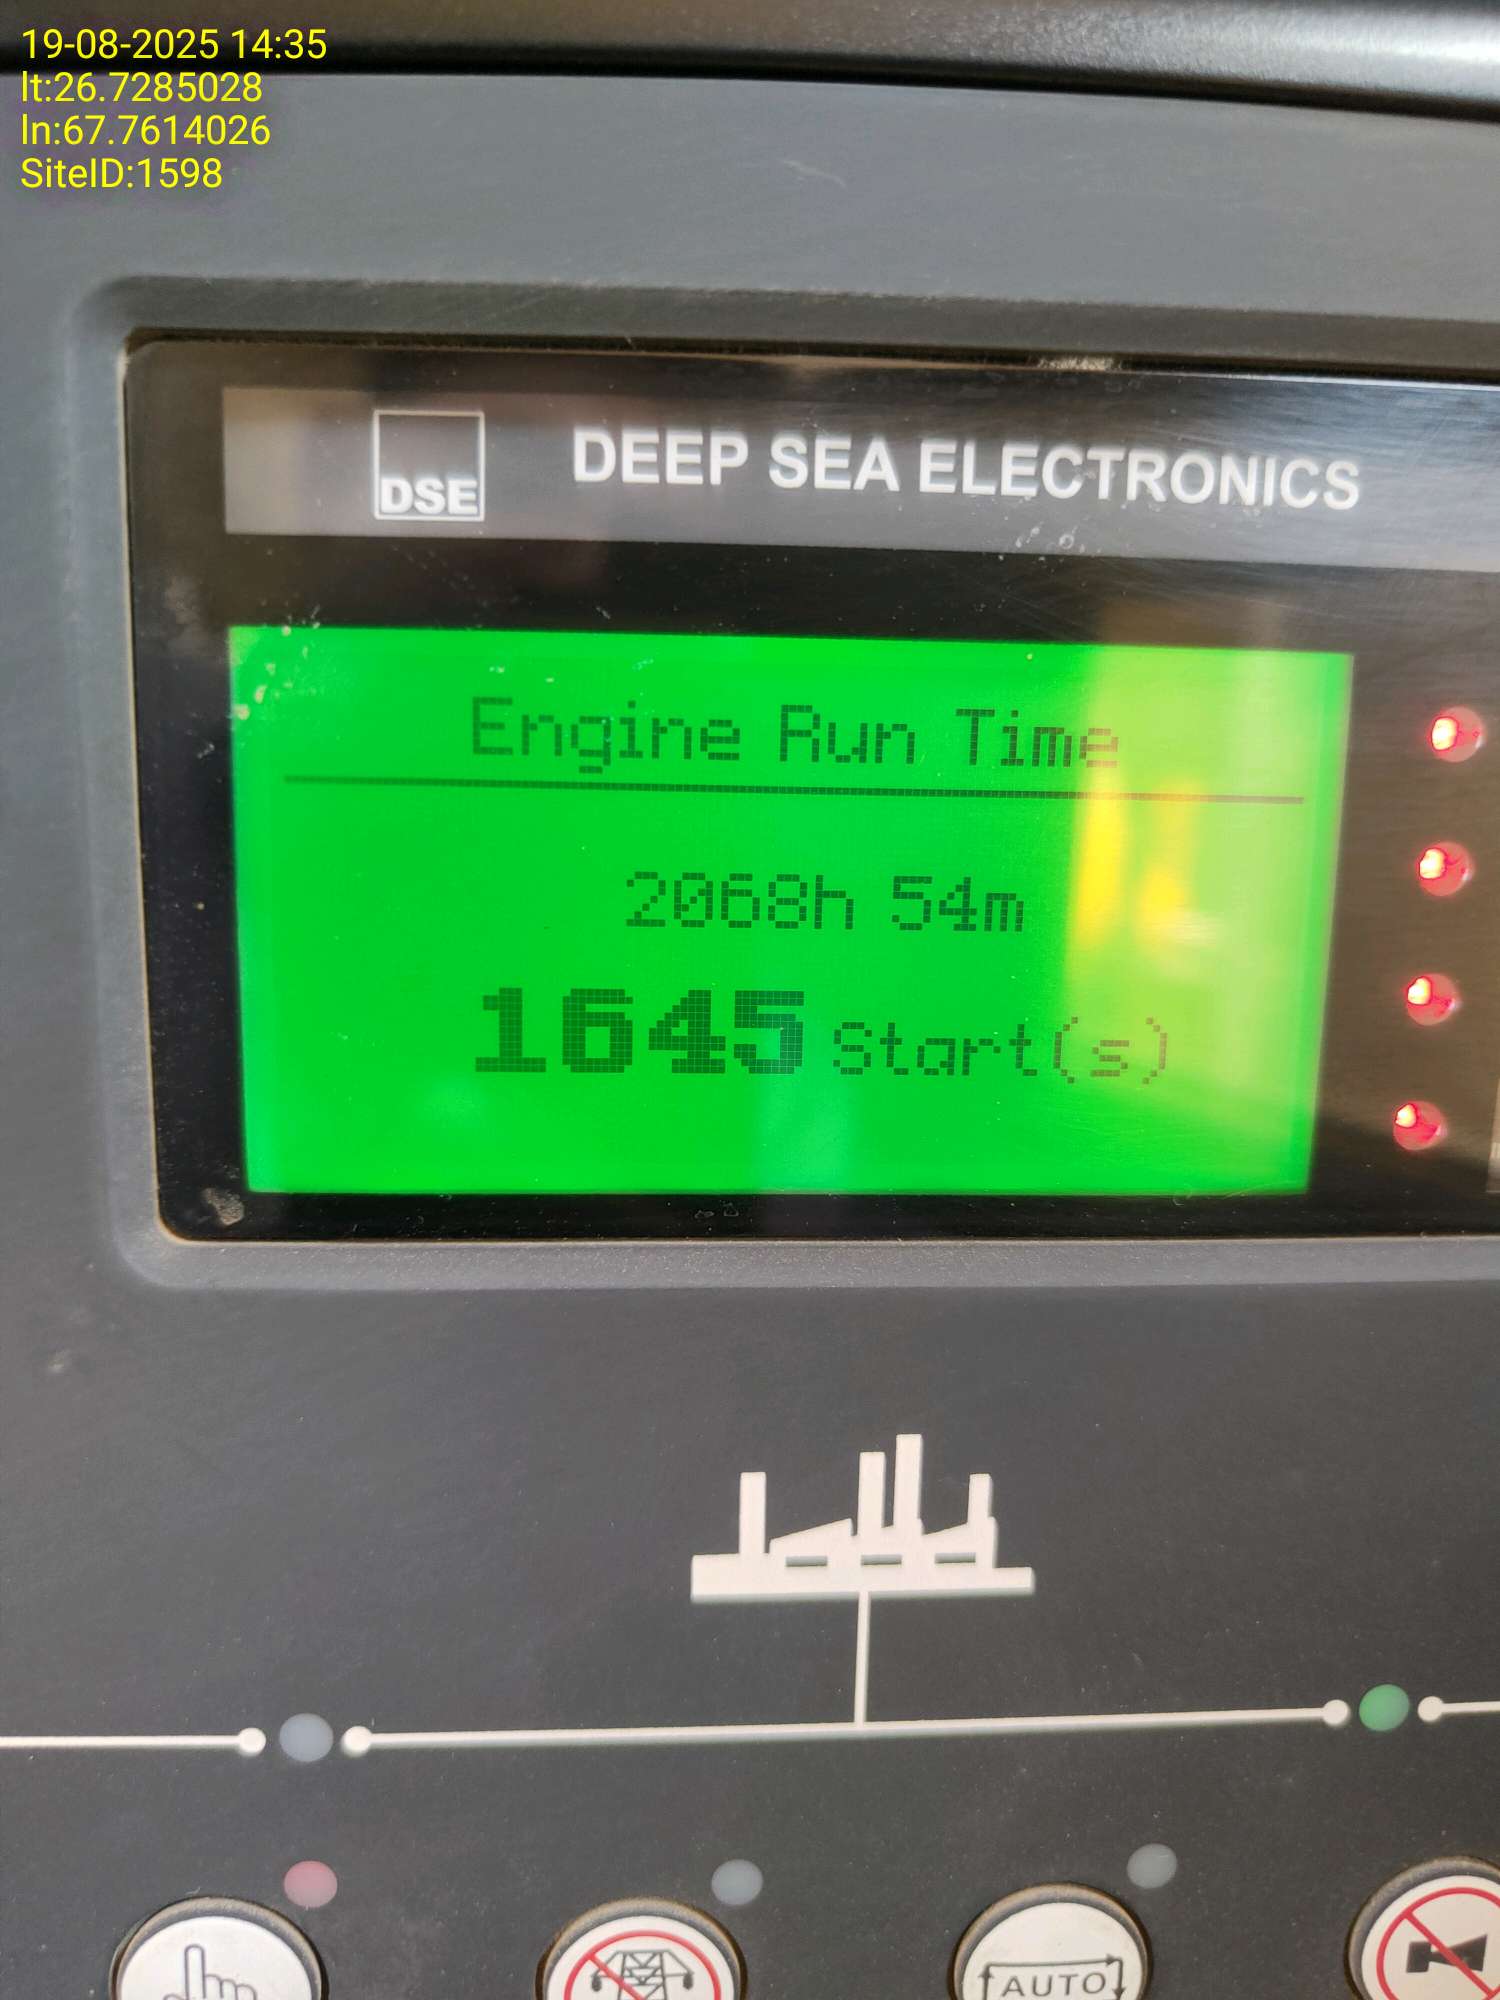 19-08-2025 14:35
lt:26.7285028
ln:67.7614026
SiteID:1598
DSE DEEP SEA ELECTRONICS
Engine Run Time
2068h 54m
1645 Start(s)
AUTO